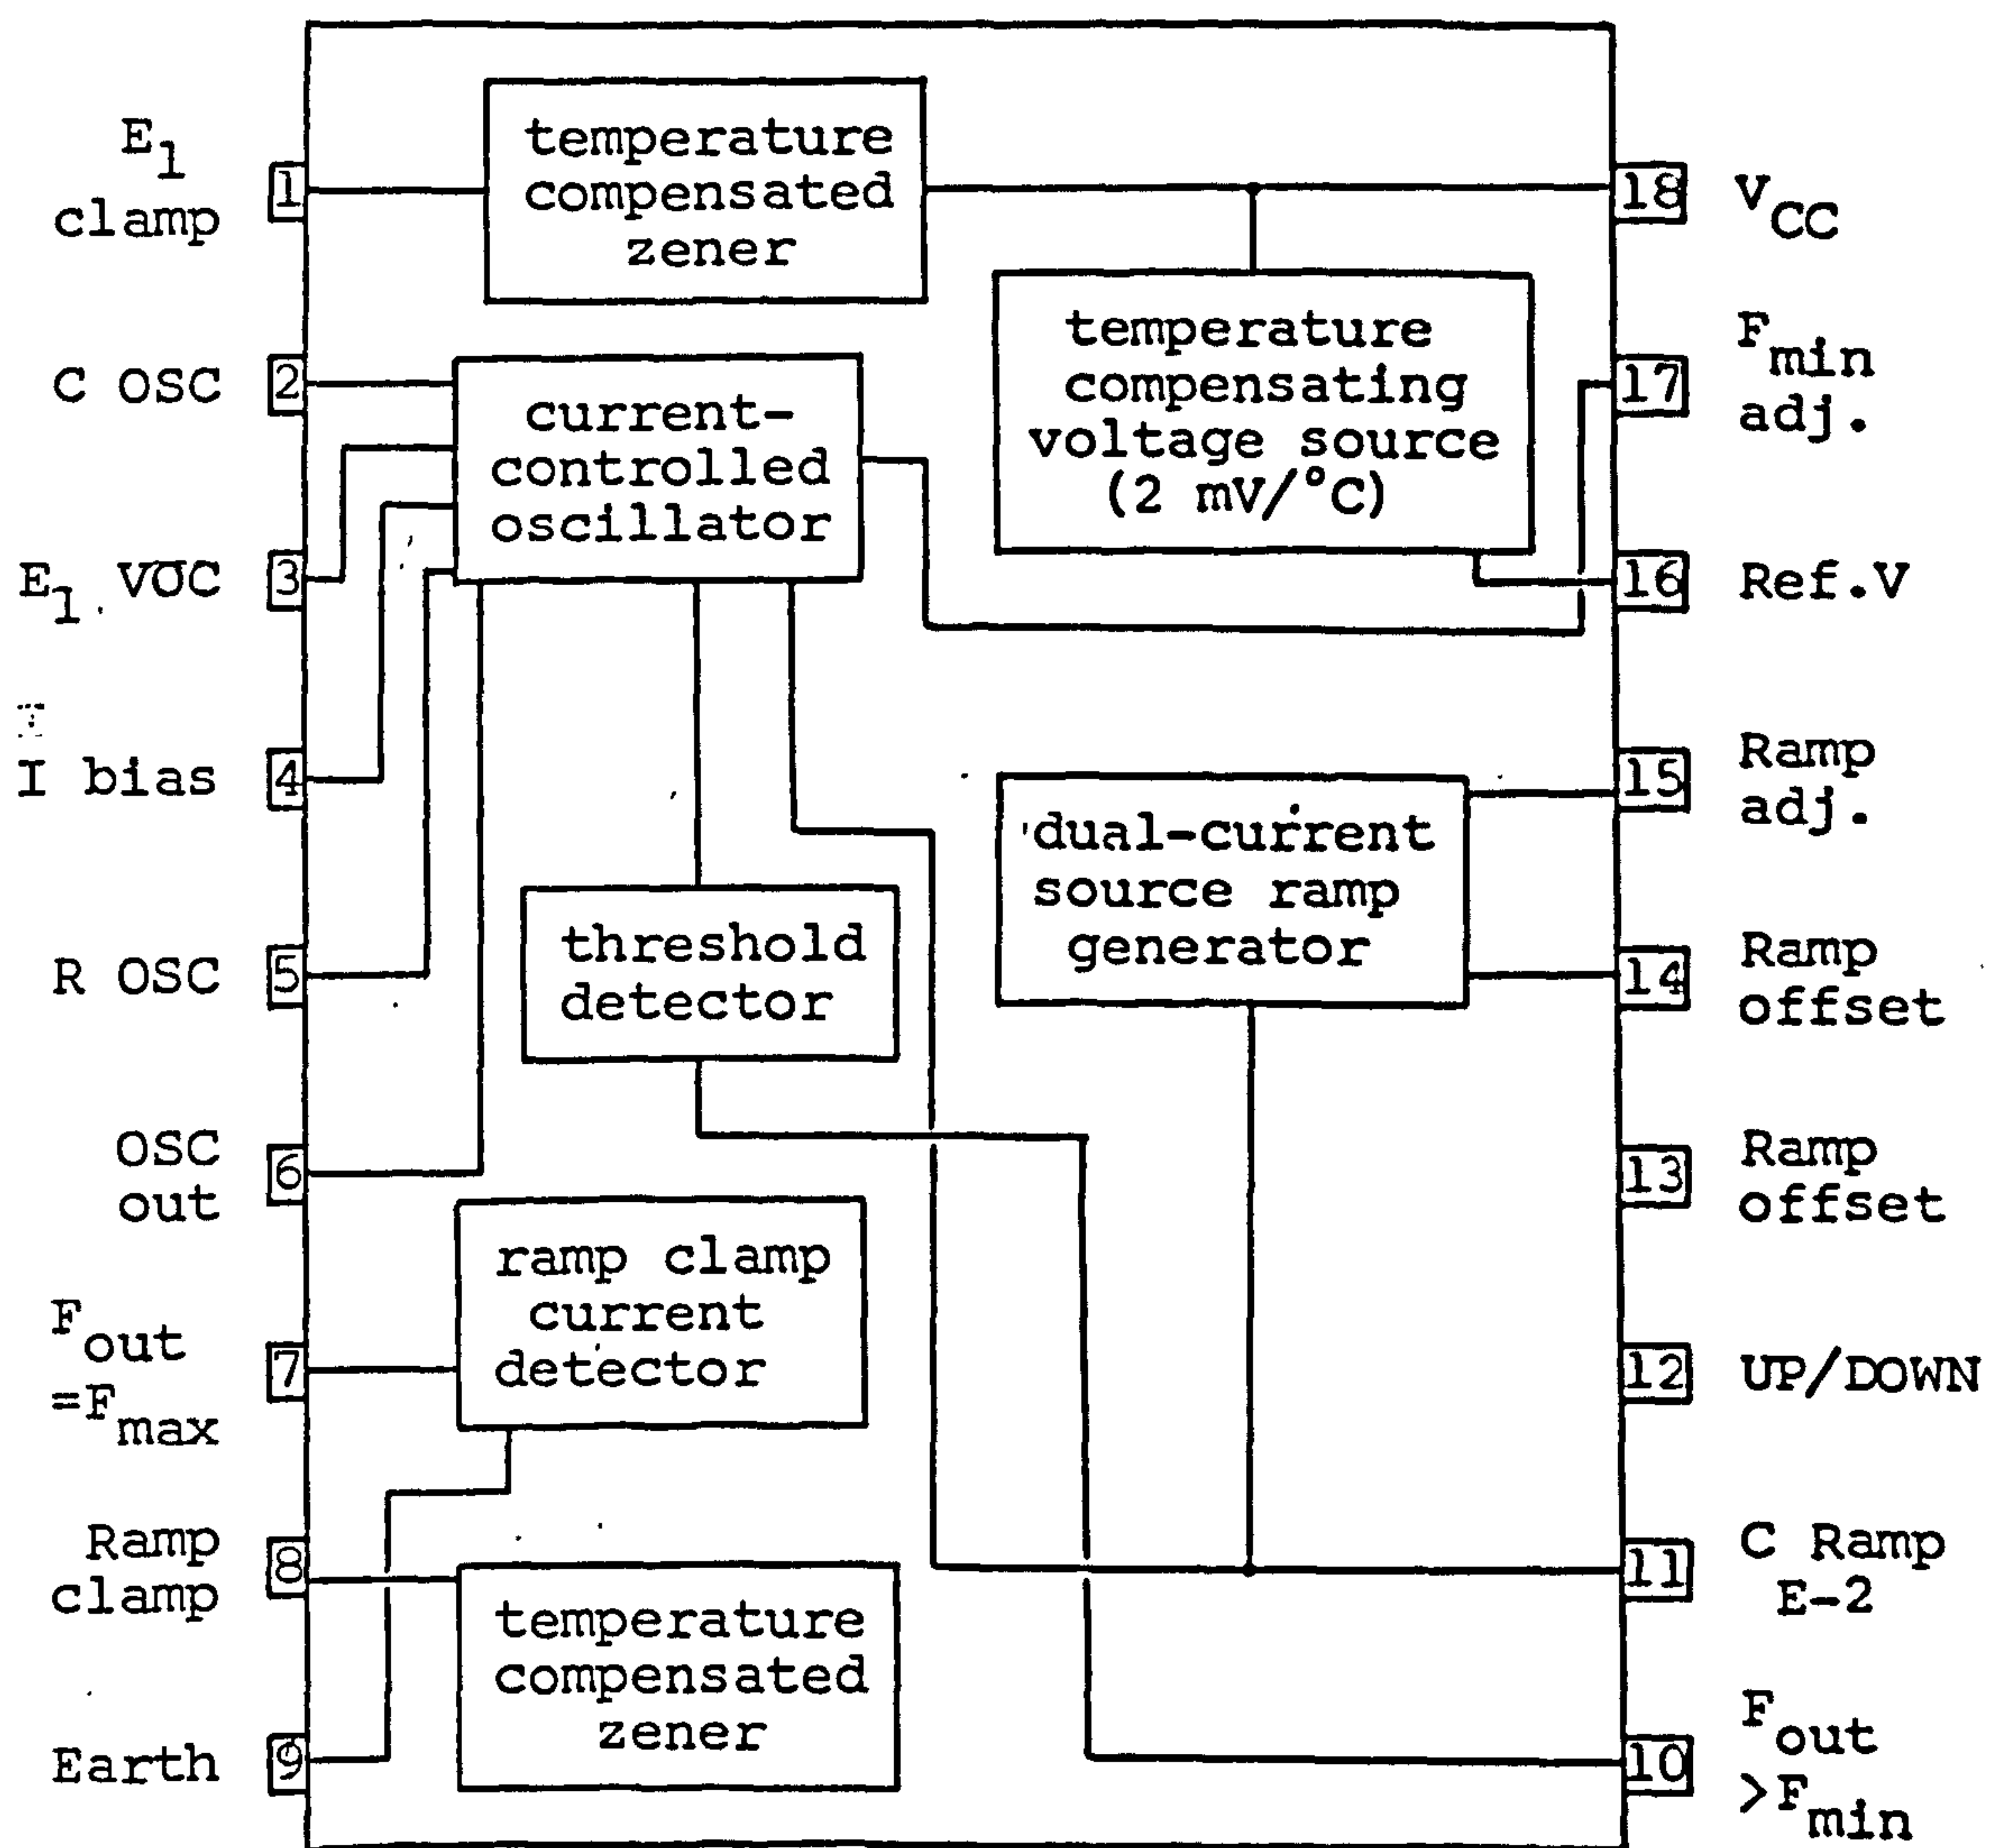 E1
clamp
1
C OSC
2
E1 VOC
3
I bias
4
R OSC
5
OSC
out
6
Fout
=Fmax
7
Ramp
clamp
8
Earth
9
temperature
compensated
zener
current-
controlled
oscillator
threshold
detector
ramp clamp
current
detector
temperature
compensated
zener
temperature
compensating
voltage source
(2 mV/°C)
dual-current
source ramp
generator
18
VCC
17
Fmin
adj.
16
Ref.V
15
Ramp
adj.
14
Ramp
offset
13
Ramp
offset
12
UP/DOWN
11
C Ramp
E-2
10
Fout
>Fmin